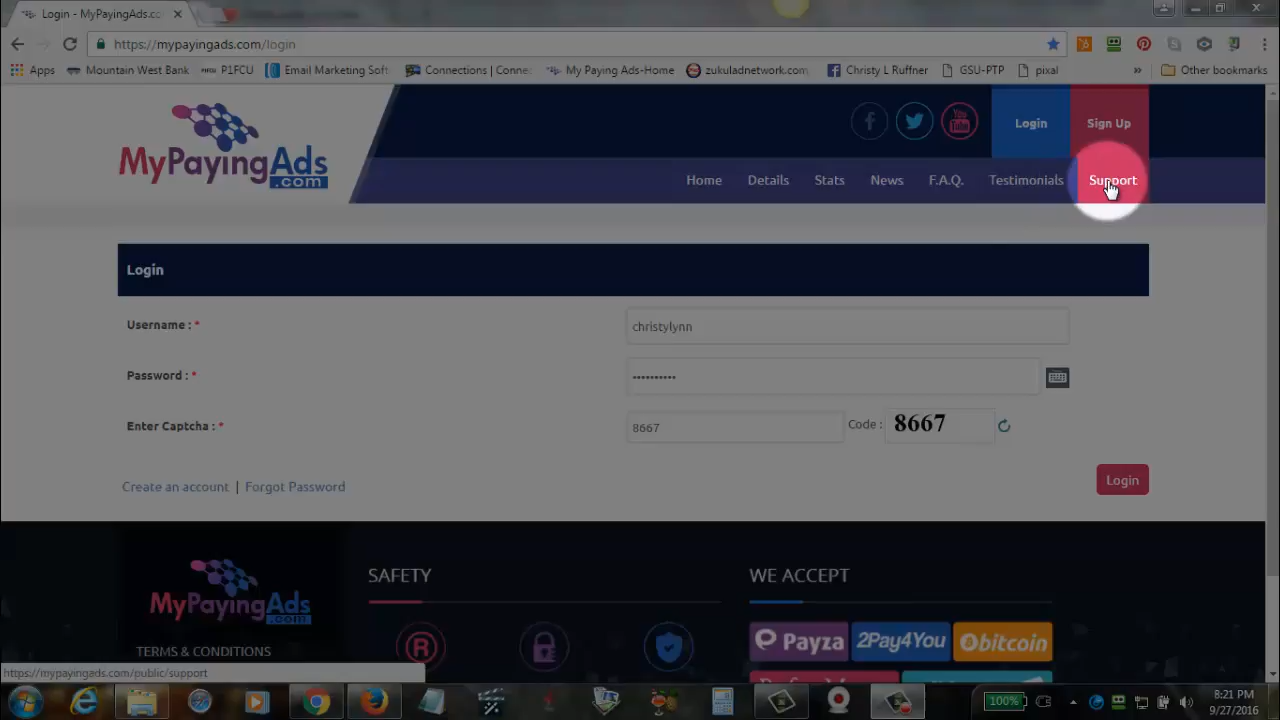 Login - MyPayingAds.co
https://mypayingads.com/login
Apps Mountain West Bank P1FCU Email Marketing Soft Connections (Conne My Paying Ads-Home zukuladnetwork.com Christy L Ruffner GSU-PTP pixal » Other bookmarks
MyPayingAds
.com
Login Sign Up
Home Details Stats News F.A.Q. Testimonials Support
Login
Username : * christylynn
Password : *
Enter Captcha : * 8667 Code : 8667
Create an account | Forgot Password
Login
MyPayingAds
.com
SAFETY
WE ACCEPT
Payza 2Pay4You bitcoin
TERMS & CONDITIONS
https://mypayingads.com/public/support
100%
8:21 PM
9/27/2016